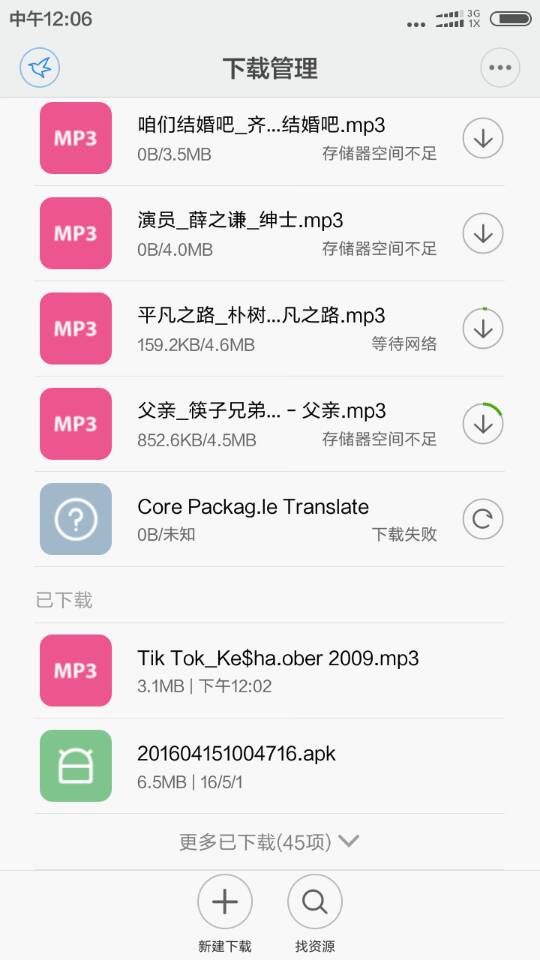 中午12:06
3G
1X
下载管理
MP3
咱们结婚吧_齐...结婚吧.mp3
0B/3.5MB
存储器空间不足
MP3
演员_薛之谦_绅士.mp3
0B/4.0MB
存储器空间不足
MP3
平凡之路_朴树...凡之路.mp3
159.2KB/4.6MB
等待网络
MP3
父亲_筷子兄弟... - 父亲.mp3
852.6KB/4.5MB
存储器空间不足
Core Packag.le Translate
0B/未知
下载失败
已下载
MP3
Tik Tok_Ke$ha.ober 2009.mp3
3.1MB | 下午12:02
201604151004716.apk
6.5MB | 16/5/1
更多已下载(45项)
新建下载
找资源